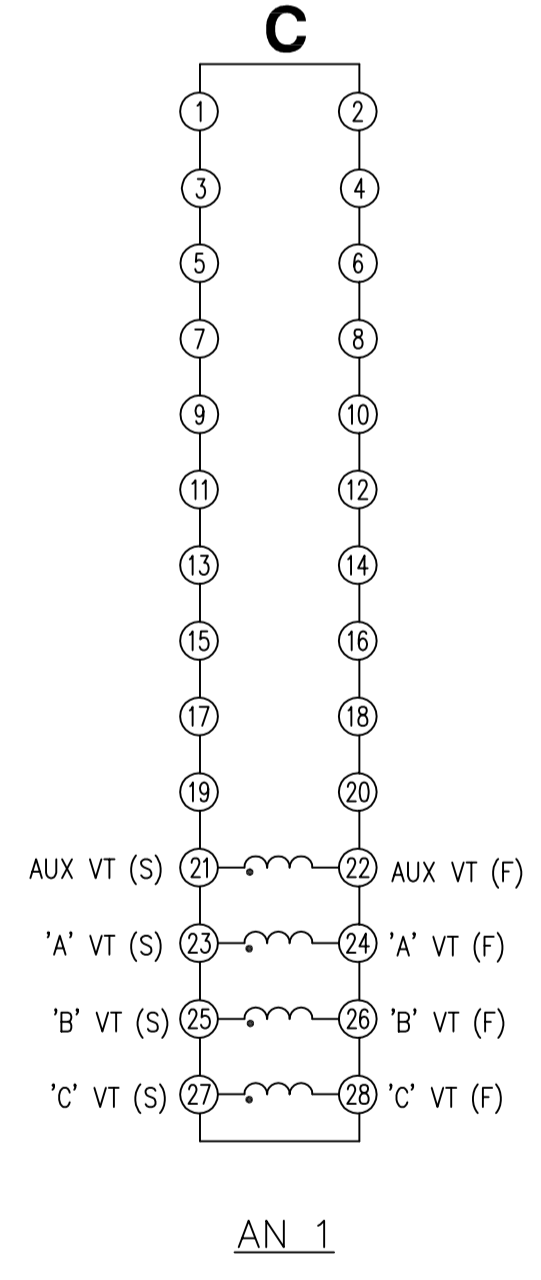 C
1 2
3 4
5 6
7 8
9 10
11 12
13 14
15 16
17 18
19 20
AUX VT (S) 21 22 AUX VT (F)
'A' VT (S) 23 24 'A' VT (F)
'B' VT (S) 25 26 'B' VT (F)
'C' VT (S) 27 28 'C' VT (F)
AN 1